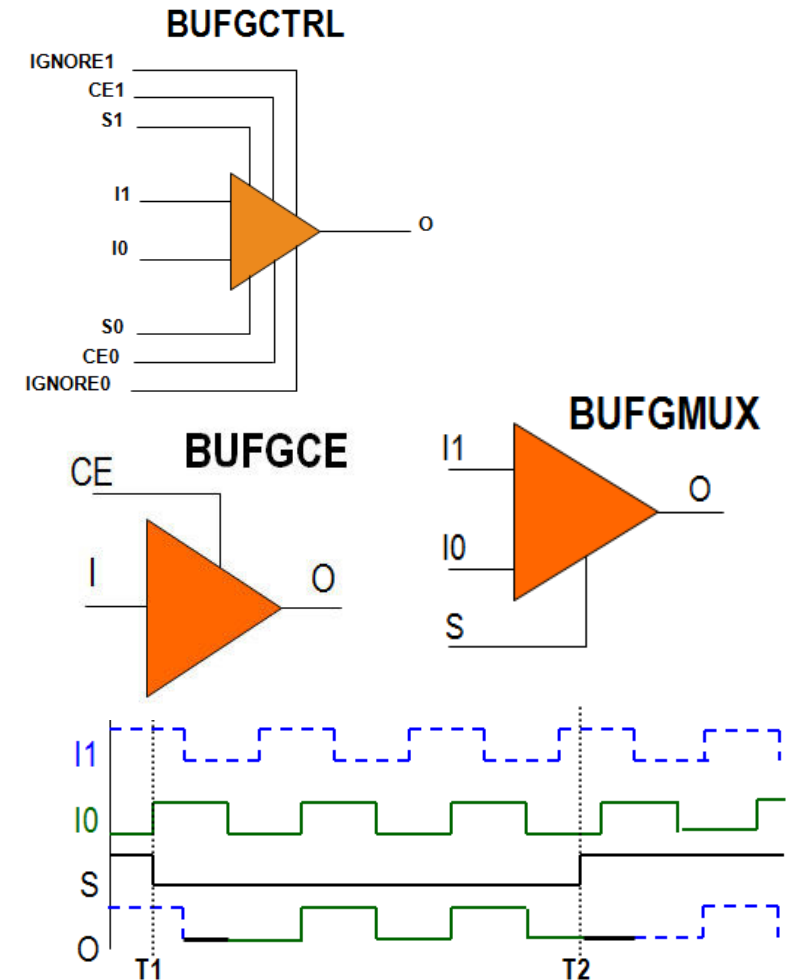 BUFGCTRL
IGNORE1
CE1
S1
I1
O
I0
S0
CE0
IGNORE0
BUFGMUX
BUFGCE
I1
CE
O
I0
I
O
S
I1
I0
S
O
T1
T2